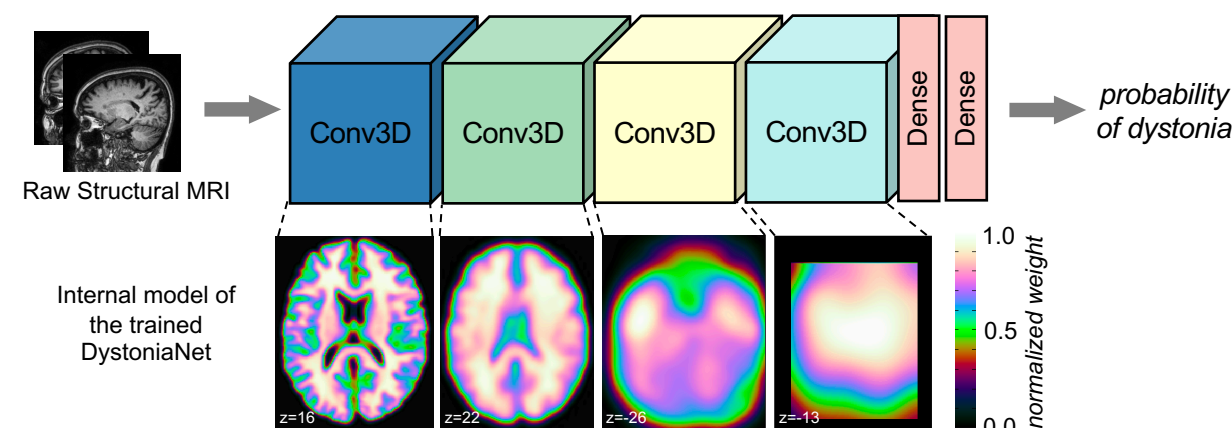 Conv3D
Conv3D
Conv3D
Conv3D
Dense
Dense
probability
of dystonia
Raw Structural MRI
Internal model of
the trained
DystoniaNet
z=16
z=22
z=-26
z=-13
1.0
0.5
0.0
normalized weight